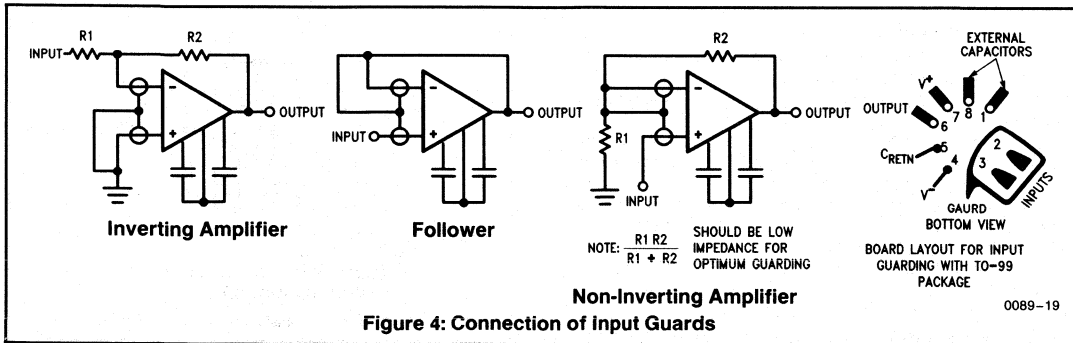 INPUT
R1
R2
−
+
OUTPUT
Inverting Amplifier
INPUT
−
+
OUTPUT
Follower
R2
−
+
R1
INPUT
OUTPUT
NOTE: R1 R2 / R1 + R2 SHOULD BE LOW
IMPEDANCE FOR
OPTIMUM GUARDING
Non-Inverting Amplifier
EXTERNAL
CAPACITORS
V+
OUTPUT
7
8
1
6
5
CRETN
4
V−
2
3
INPUTS
GAURD
BOTTOM VIEW
BOARD LAYOUT FOR INPUT
GUARDING WITH TO-99
PACKAGE
0089-19
Figure 4: Connection of Input Guards